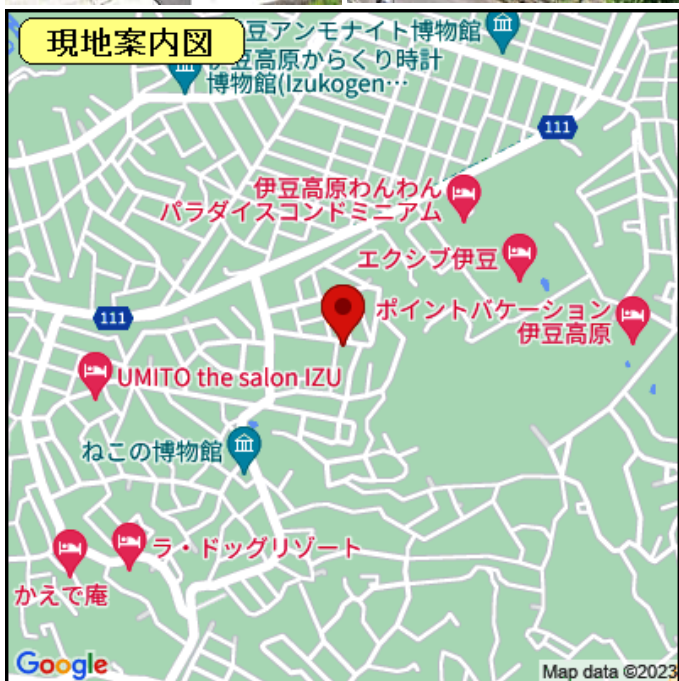 現地案内図
豆アンモナイト博物館
伊豆高原からくり時計
博物館(Izukogen…
111
伊豆高原わんわん
パラダイスコンドミニアム
エクシブ伊豆
ポイントバケーション
伊豆高原
111
UMITO the salon IZU
ねこの博物館
ラ・ドッグリゾート
かえで庵
Google
Map data ©2023